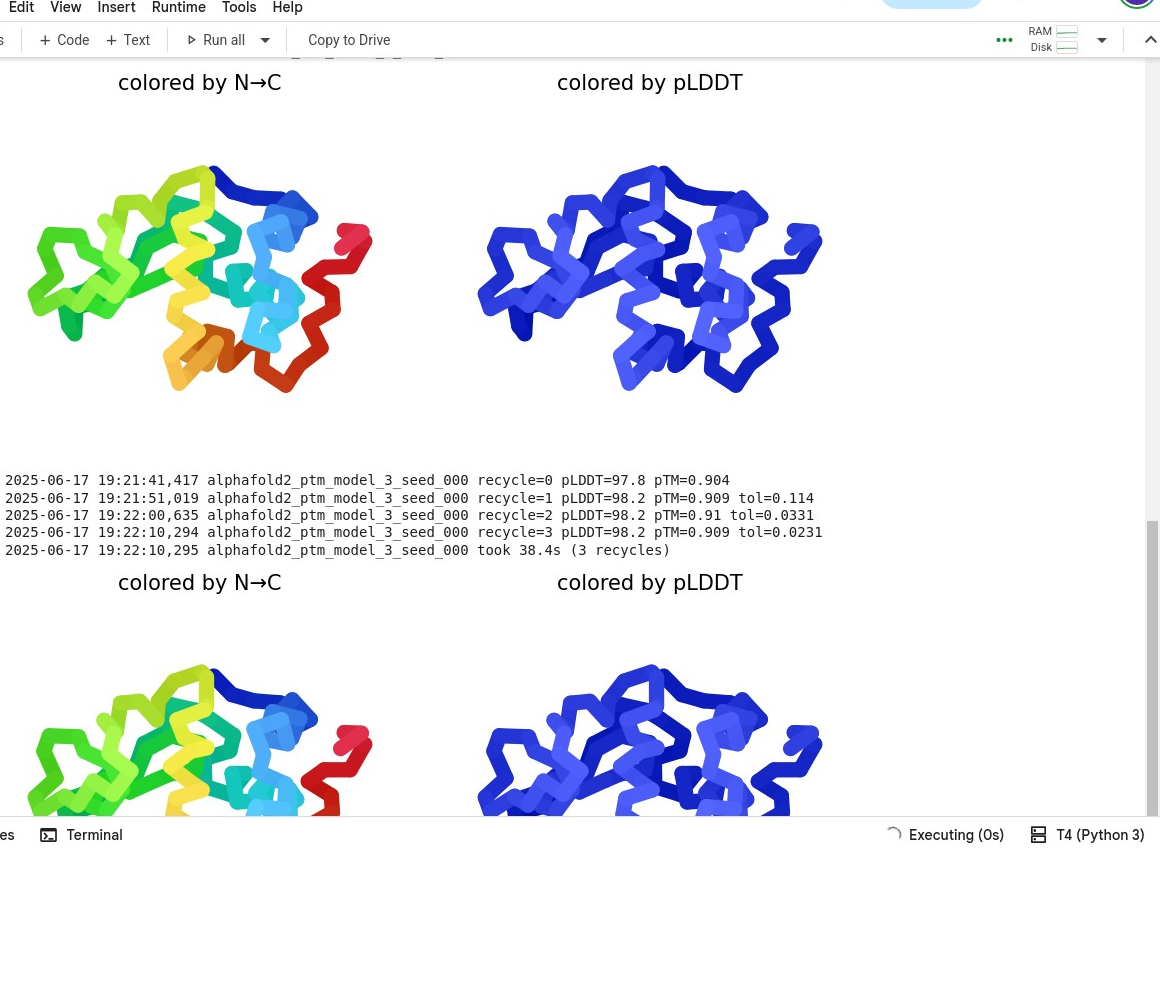 Edit View Insert Runtime Tools Help
s + Code + Text Run all Copy to Drive RAM Disk
colored by N→C colored by pLDDT
2025-06-17 19:21:41,417 alphafold2_ptm_model_3_seed_000 recycle=0 pLDDT=97.8 pTM=0.904
2025-06-17 19:21:51,019 alphafold2_ptm_model_3_seed_000 recycle=1 pLDDT=98.2 pTM=0.909 tol=0.114
2025-06-17 19:22:00,635 alphafold2_ptm_model_3_seed_000 recycle=2 pLDDT=98.2 pTM=0.91 tol=0.0331
2025-06-17 19:22:10,294 alphafold2_ptm_model_3_seed_000 recycle=3 pLDDT=98.2 pTM=0.909 tol=0.0231
2025-06-17 19:22:10,295 alphafold2_ptm_model_3_seed_000 took 38.4s (3 recycles)
colored by N→C colored by pLDDT
es Terminal Executing (0s) T4 (Python 3)